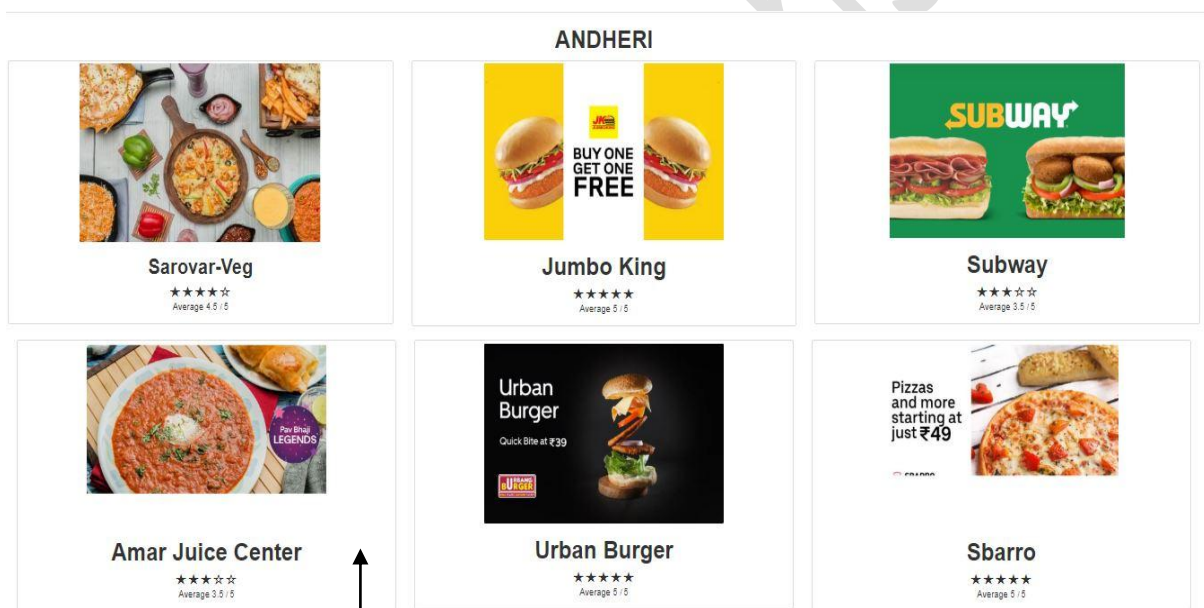 ANDHERI
BUY ONE
GET ONE
FREE
SUBWAY
Sarovar-Veg
★★★★☆
Average 4.5 / 5
Jumbo King
★★★★★
Average 5 / 5
Subway
★★★☆☆
Average 3.5 / 5
Pav Bhaji
LEGENDS
Urban
Burger
Quick Bite at ₹39
URBANG
BURGER
Pizzas
and more
starting at
just ₹49
Amar Juice Center
★★★☆☆
Average 3.5 / 5
Urban Burger
★★★★★
Average 5 / 5
Sbarro
★★★★★
Average 5 / 5